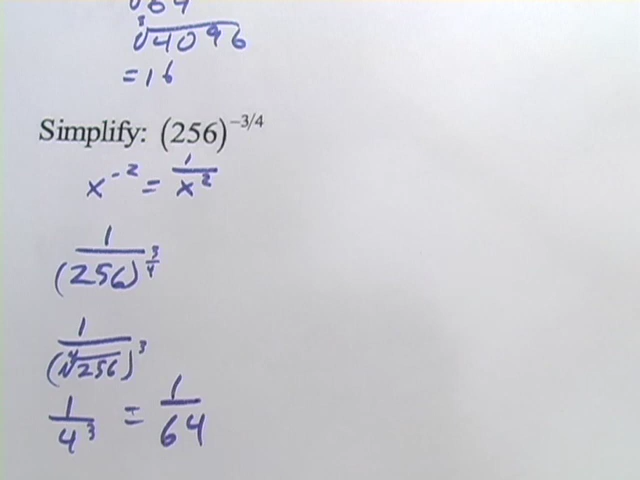 √64
∛4096
=16
Simplify: (256)^{-3/4}
x^{-2} = 1/x^2
1/(256)^{3/4}
1/(∜256)^3
1/4^3 = 1/64